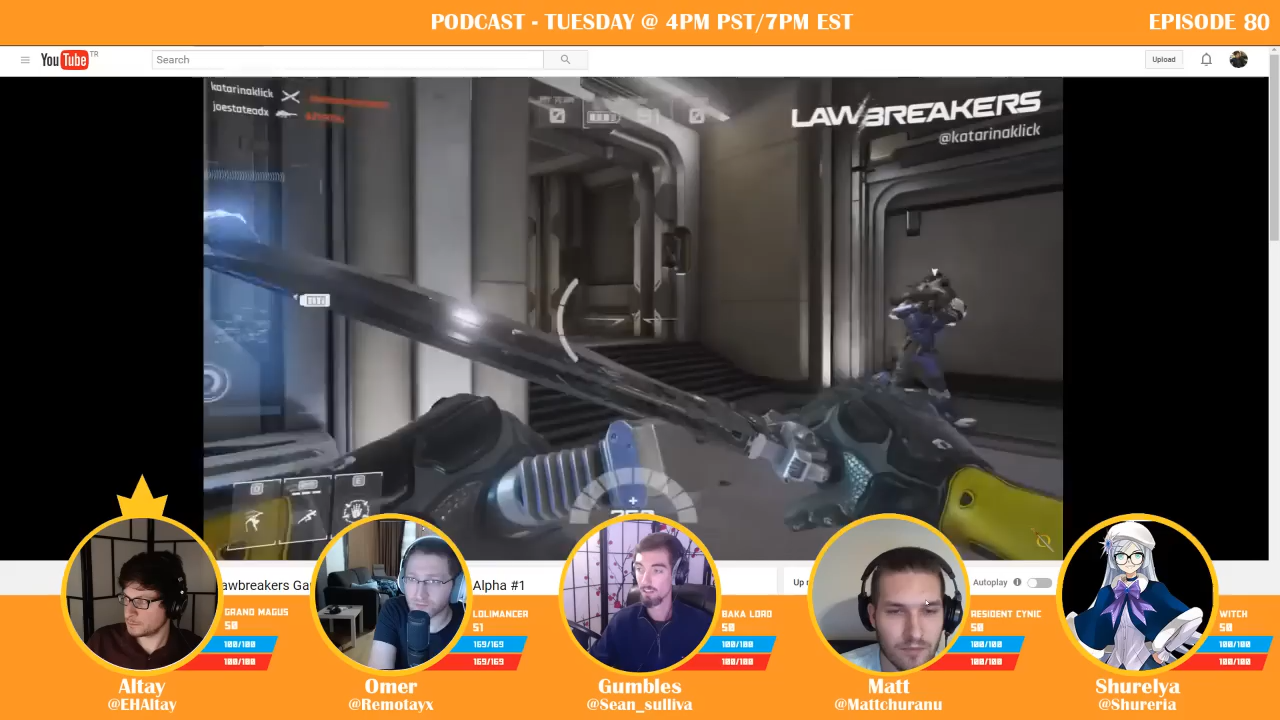 PODCAST - TUESDAY @ 4PM PST/7PM EST
EPISODE 80
YouTube TR
Search
Upload
katarinaklick
joestateadx
LAWBREAKERS
@katarinaklick
E
awbreakers Ga
Alpha #1
Autoplay
GRAND MAGUS
50
100/100
100/100
LOLIMANCER
51
169/169
169/169
BAKA LORD
50
100/100
100/100
RESIDENT CYNIC
50
100/100
100/100
WITCH
50
100/100
100/100
Altay
@EHAltay
Omer
@Remotayx
Gumbles
@Sean_sulliva
Matt
@Mattchuranu
Shurelya
@Shureria